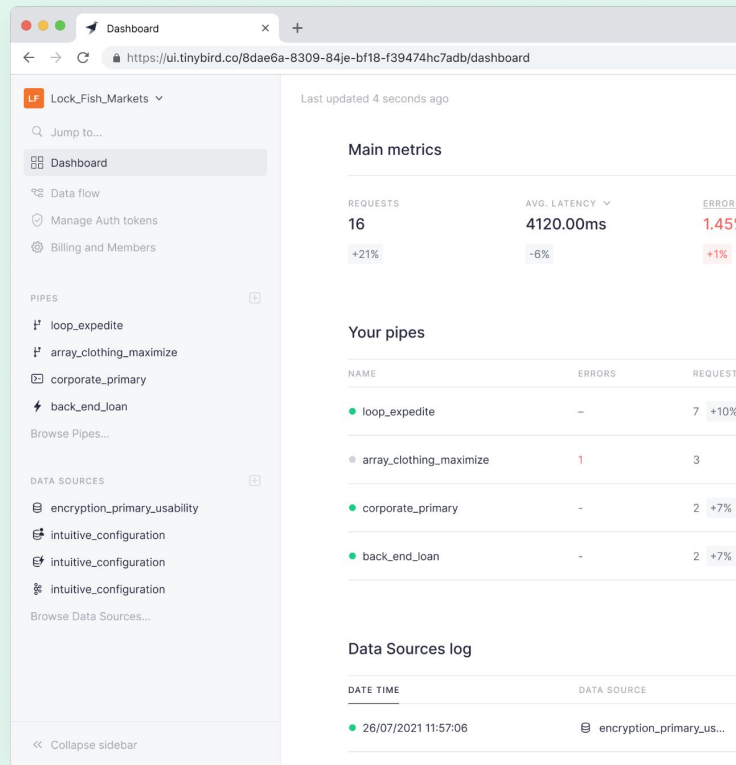 Dashboard
https://ui.tinybird.co/8dae6a-8309-84je-bf18-f39474hc7adb/dashboard
LF Lock_Fish_Markets
Jump to...
Dashboard
Data flow
Manage Auth tokens
Billing and Members
PIPES
loop_expedite
array_clothing_maximize
corporate_primary
back_end_loan
Browse Pipes...
DATA SOURCES
encryption_primary_usability
intuitive_configuration
intuitive_configuration
intuitive_configuration
Browse Data Sources...
Collapse sidebar
Last updated 4 seconds ago
Main metrics
REQUESTS AVG. LATENCY ERROR
16 4120.00ms 1.45%
+21% -6% +1%
Your pipes
NAME ERRORS REQUEST
loop_expedite – 7 +10%
array_clothing_maximize 1 3
corporate_primary - 2 +7%
back_end_loan - 2 +7%
Data Sources log
DATE TIME DATA SOURCE
26/07/2021 11:57:06 encryption_primary_us...